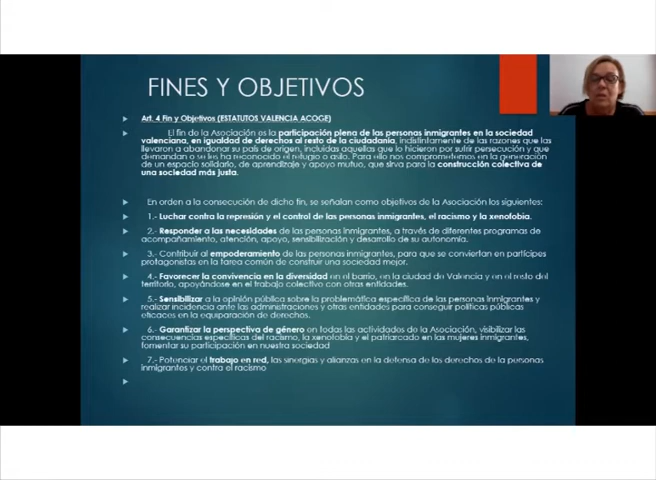 FINES Y OBJETIVOS
Art. 4 Fin y Objetivos (ESTATUTOS VALENCIA ACOGE)
El fin de la Asociación es la participación plena de las personas inmigrantes en la sociedad
valenciana, en igualdad de derechos al resto de la ciudadanía, indistintamente de las razones que las
llevaron a abandonar su país de origen, incluidas aquellas que lo hicieron por sufrir persecución y que
demandan o se les ha reconocido el refugio o asilo. Para ello nos comprometemos en la generación
de un espacio solidario, de aprendizaje y apoyo mutuo, que sirva para la construcción colectiva de
una sociedad más justa.
En orden a la consecución de dicho fin, se señalan como objetivos de la Asociación los siguientes:
1.- Luchar contra la represión y el control de las personas inmigrantes, el racismo y la xenofobia.
2.- Responder a las necesidades de las personas inmigrantes, a través de diferentes programas de
acompañamiento, atención, apoyo, sensibilización y desarrollo de su autonomía.
3.- Contribuir al empoderamiento de las personas inmigrantes, para que se conviertan en partícipes
protagonistas en la tarea común de construir una sociedad mejor.
4.- Favorecer la convivencia en la diversidad en el barrio, en la ciudad de Valencia y en el resto del
territorio, apoyándose en el trabajo colectivo con otras entidades.
5.- Sensibilizar a la opinión pública sobre la problemática específica de las personas inmigrantes y
realizar incidencia ante las administraciones y otras entidades para conseguir políticas públicas
eficaces en la equiparación de derechos.
6.- Garantizar la perspectiva de género en todas las actividades de la Asociación, visibilizar las
consecuencias específicas del racismo, la xenofobia y el patriarcado en las mujeres inmigrantes,
fomentar su participación en nuestra sociedad
7.- Potenciar el trabajo en red, las sinergias y alianzas en la defensa de los derechos de la personas
inmigrantes y contra el racismo